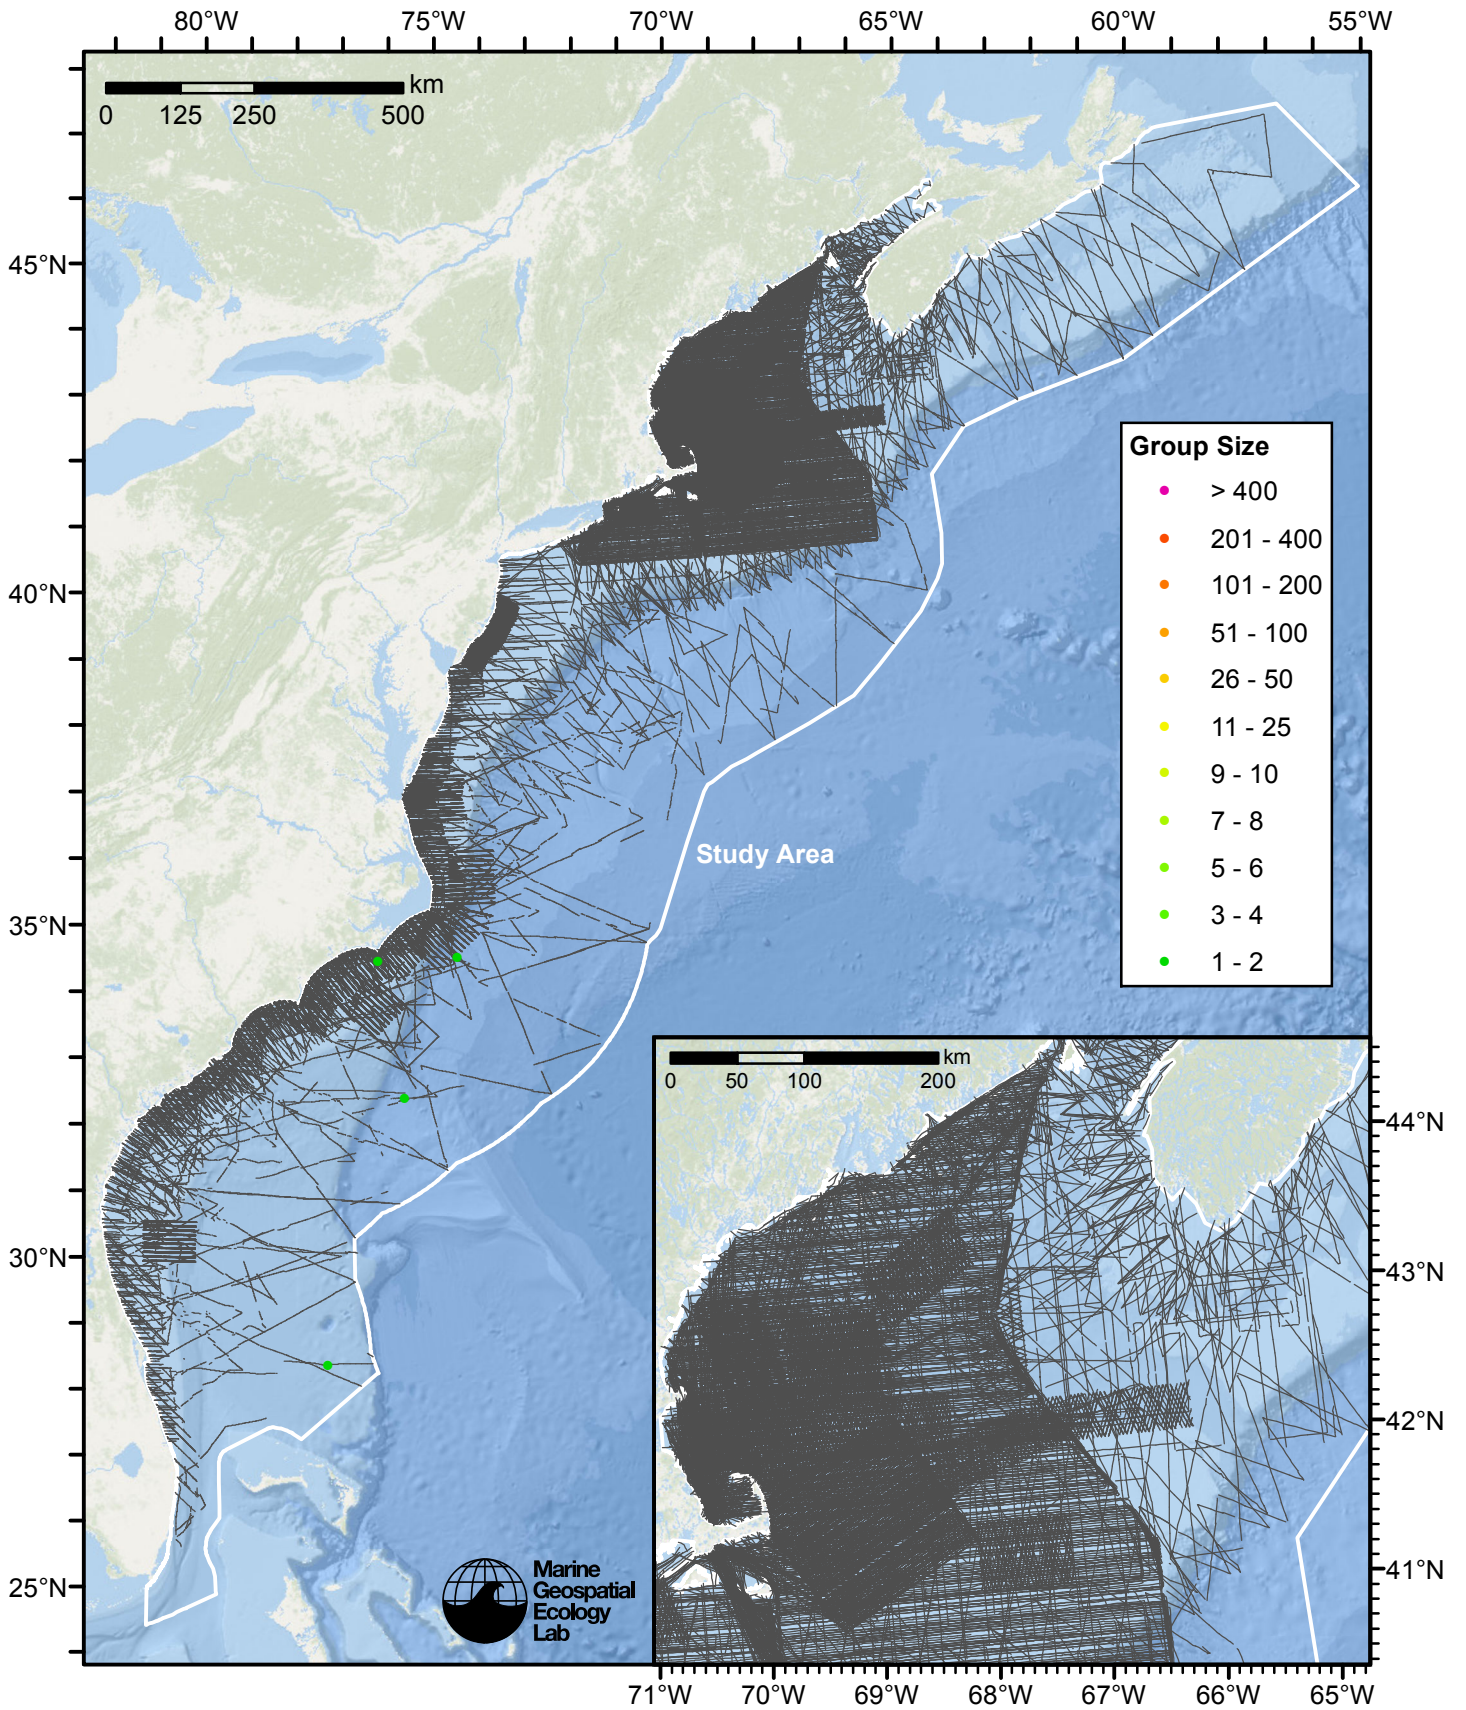 80°W 75°W 70°W 65°W 60°W 55°W
km
0 125 250 500
45°N
40°N
35°N
30°N
25°N
Group Size
> 400
201 - 400
101 - 200
51 - 100
26 - 50
11 - 25
9 - 10
7 - 8
5 - 6
3 - 4
1 - 2
Study Area
km
0 50 100 200
44°N
43°N
42°N
41°N
71°W 70°W 69°W 68°W 67°W 66°W 65°W
Marine
Geospatial
Ecology
Lab